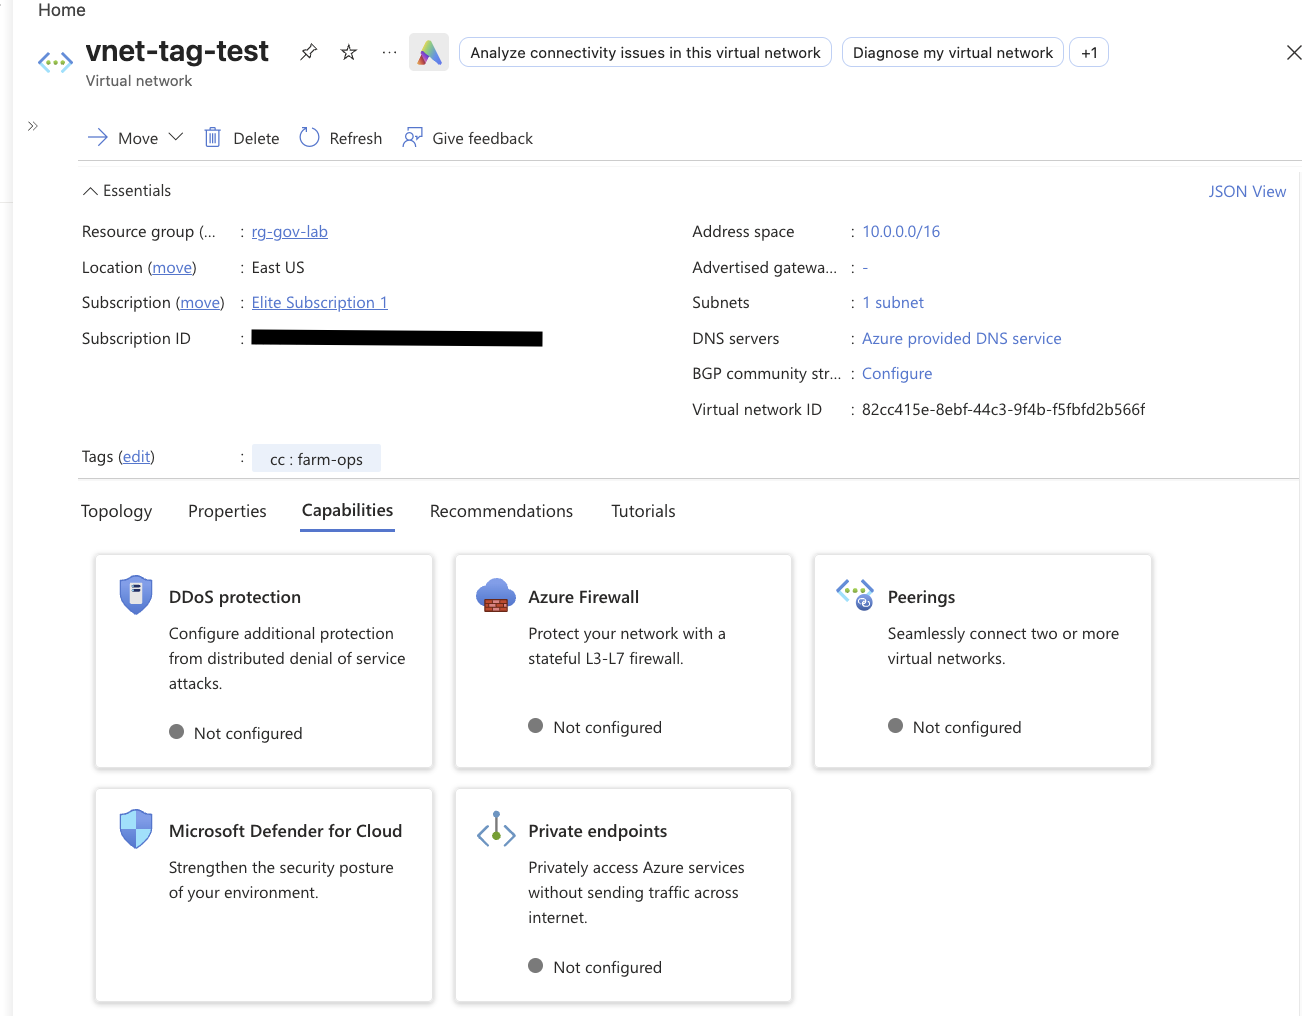 Home
vnet-tag-test
Virtual network
Analyze connectivity issues in this virtual network
Diagnose my virtual network
+1
Move
Delete
Refresh
Give feedback
Essentials
JSON View
Resource group (... : rg-gov-lab
Location (move) : East US
Subscription (move) : Elite Subscription 1
Subscription ID :
Address space : 10.0.0.0/16
Advertised gatewa... : -
Subnets : 1 subnet
DNS servers : Azure provided DNS service
BGP community str... : Configure
Virtual network ID : 82cc415e-8ebf-44c3-9f4b-f5fbfd2b566f
Tags (edit) : cc : farm-ops
Topology
Properties
Capabilities
Recommendations
Tutorials
DDoS protection
Configure additional protection
from distributed denial of service
attacks.
Not configured
Azure Firewall
Protect your network with a
stateful L3-L7 firewall.
Not configured
Peerings
Seamlessly connect two or more
virtual networks.
Not configured
Microsoft Defender for Cloud
Strengthen the security posture
of your environment.
Private endpoints
Privately access Azure services
without sending traffic across
internet.
Not configured